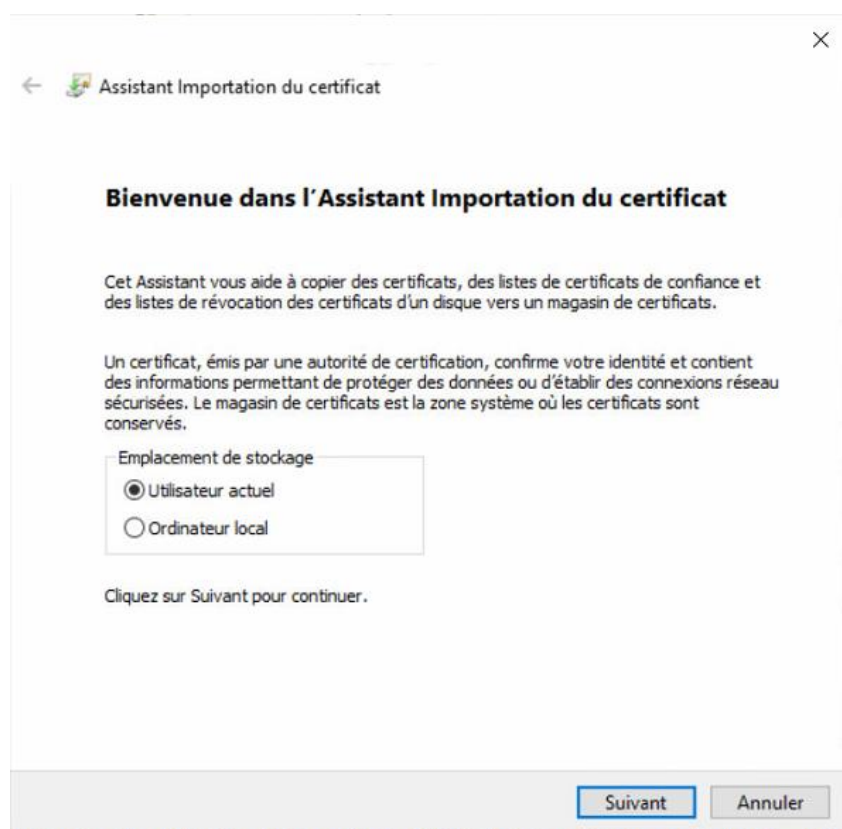 Assistant Importation du certificat
Bienvenue dans l'Assistant Importation du certificat
Cet Assistant vous aide à copier des certificats, des listes de certificats de confiance et
des listes de révocation des certificats d'un disque vers un magasin de certificats.
Un certificat, émis par une autorité de certification, confirme votre identité et contient
des informations permettant de protéger des données ou d'établir des connexions réseau
sécurisées. Le magasin de certificats est la zone système où les certificats sont
conservés.
Emplacement de stockage
Utilisateur actuel
Ordinateur local
Cliquez sur Suivant pour continuer.
Suivant Annuler